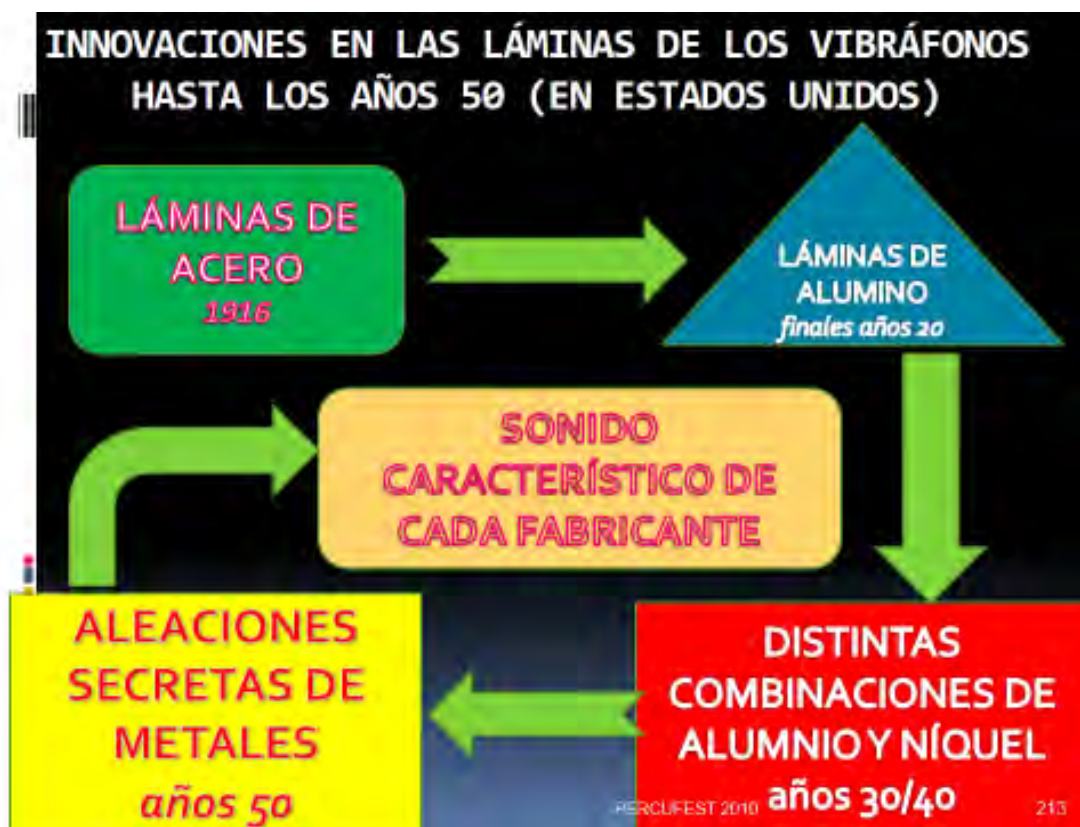 INNOVACIONES EN LAS LÁMINAS DE LOS VIBRÁFONOS
HASTA LOS AÑOS 50 (EN ESTADOS UNIDOS)
LÁMINAS DE
ACERO
1916
LÁMINAS DE
ALUMINO
finales años 20
SONIDO
CARACTERÍSTICO DE
CADA FABRICANTE
ALEACIONES
SECRETAS DE
METALES
años 50
DISTINTAS
COMBINACIONES DE
ALUMNIO Y NÍQUEL
años 30/40
PERCUFEST 2010
213